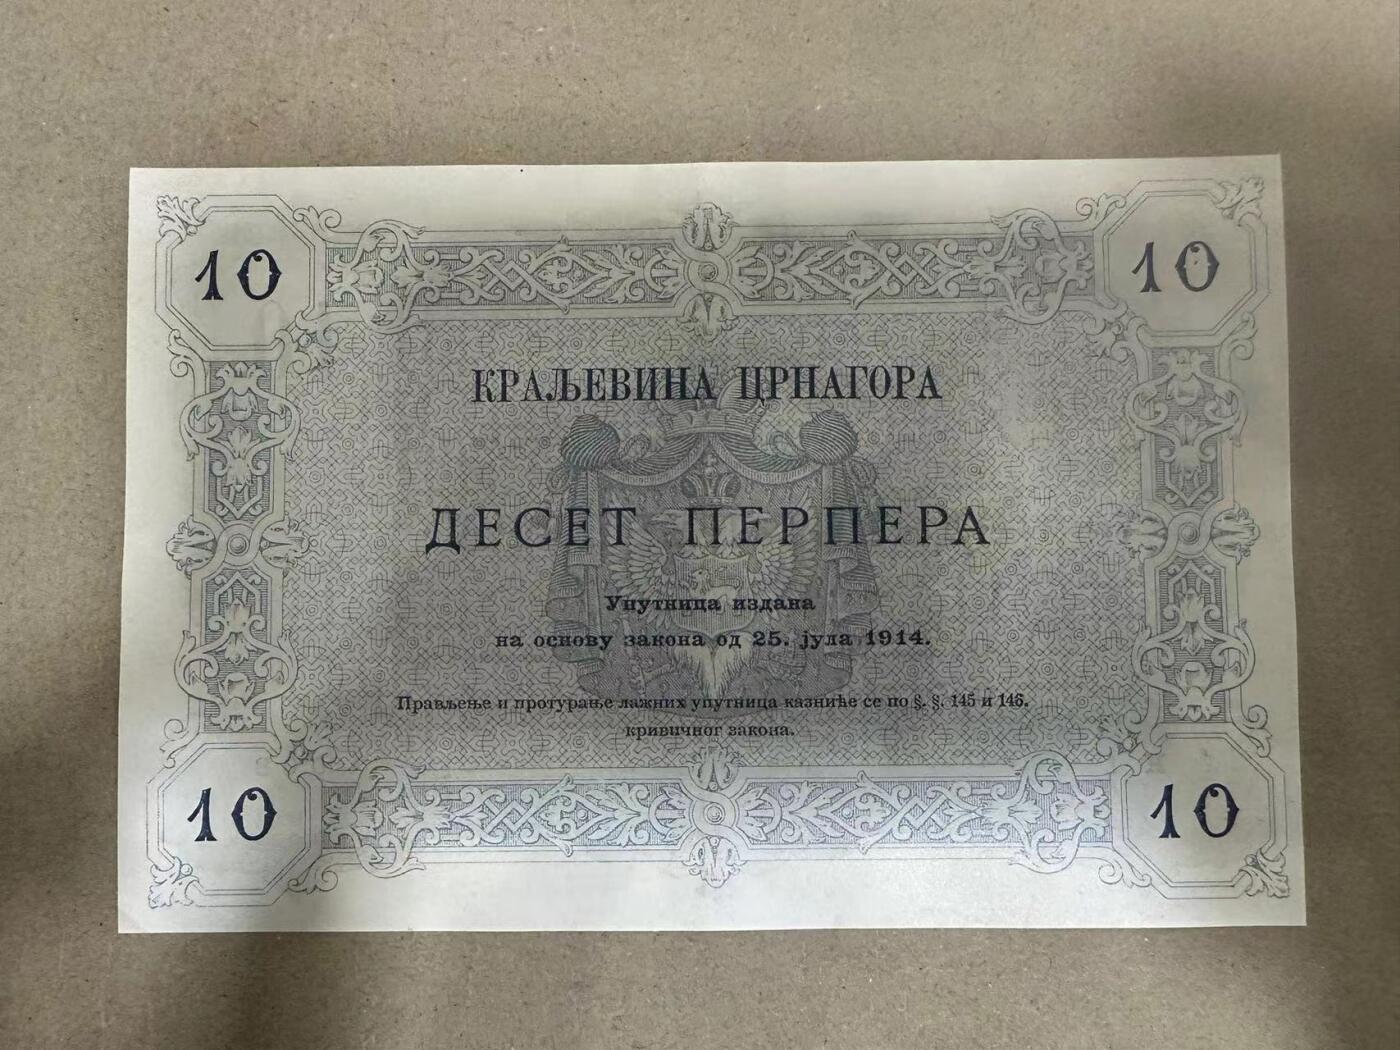 10 10
КРАЉЕВИНА ЦРНАГОРА
ДЕСЕТ ПЕРПЕРА
Упутница издана
на основу закона од 25. јула 1914.
Прављење и протурање лажних упутница казниће се по §. §. 145 и 146.
кривичног закона.
10 10